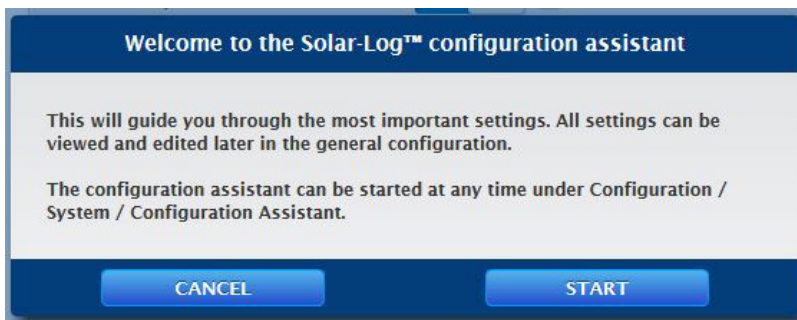 Welcome to the Solar-Log™ configuration assistant
This will guide you through the most important settings. All settings can be
viewed and edited later in the general configuration.
The configuration assistant can be started at any time under Configuration /
System / Configuration Assistant.
CANCEL START